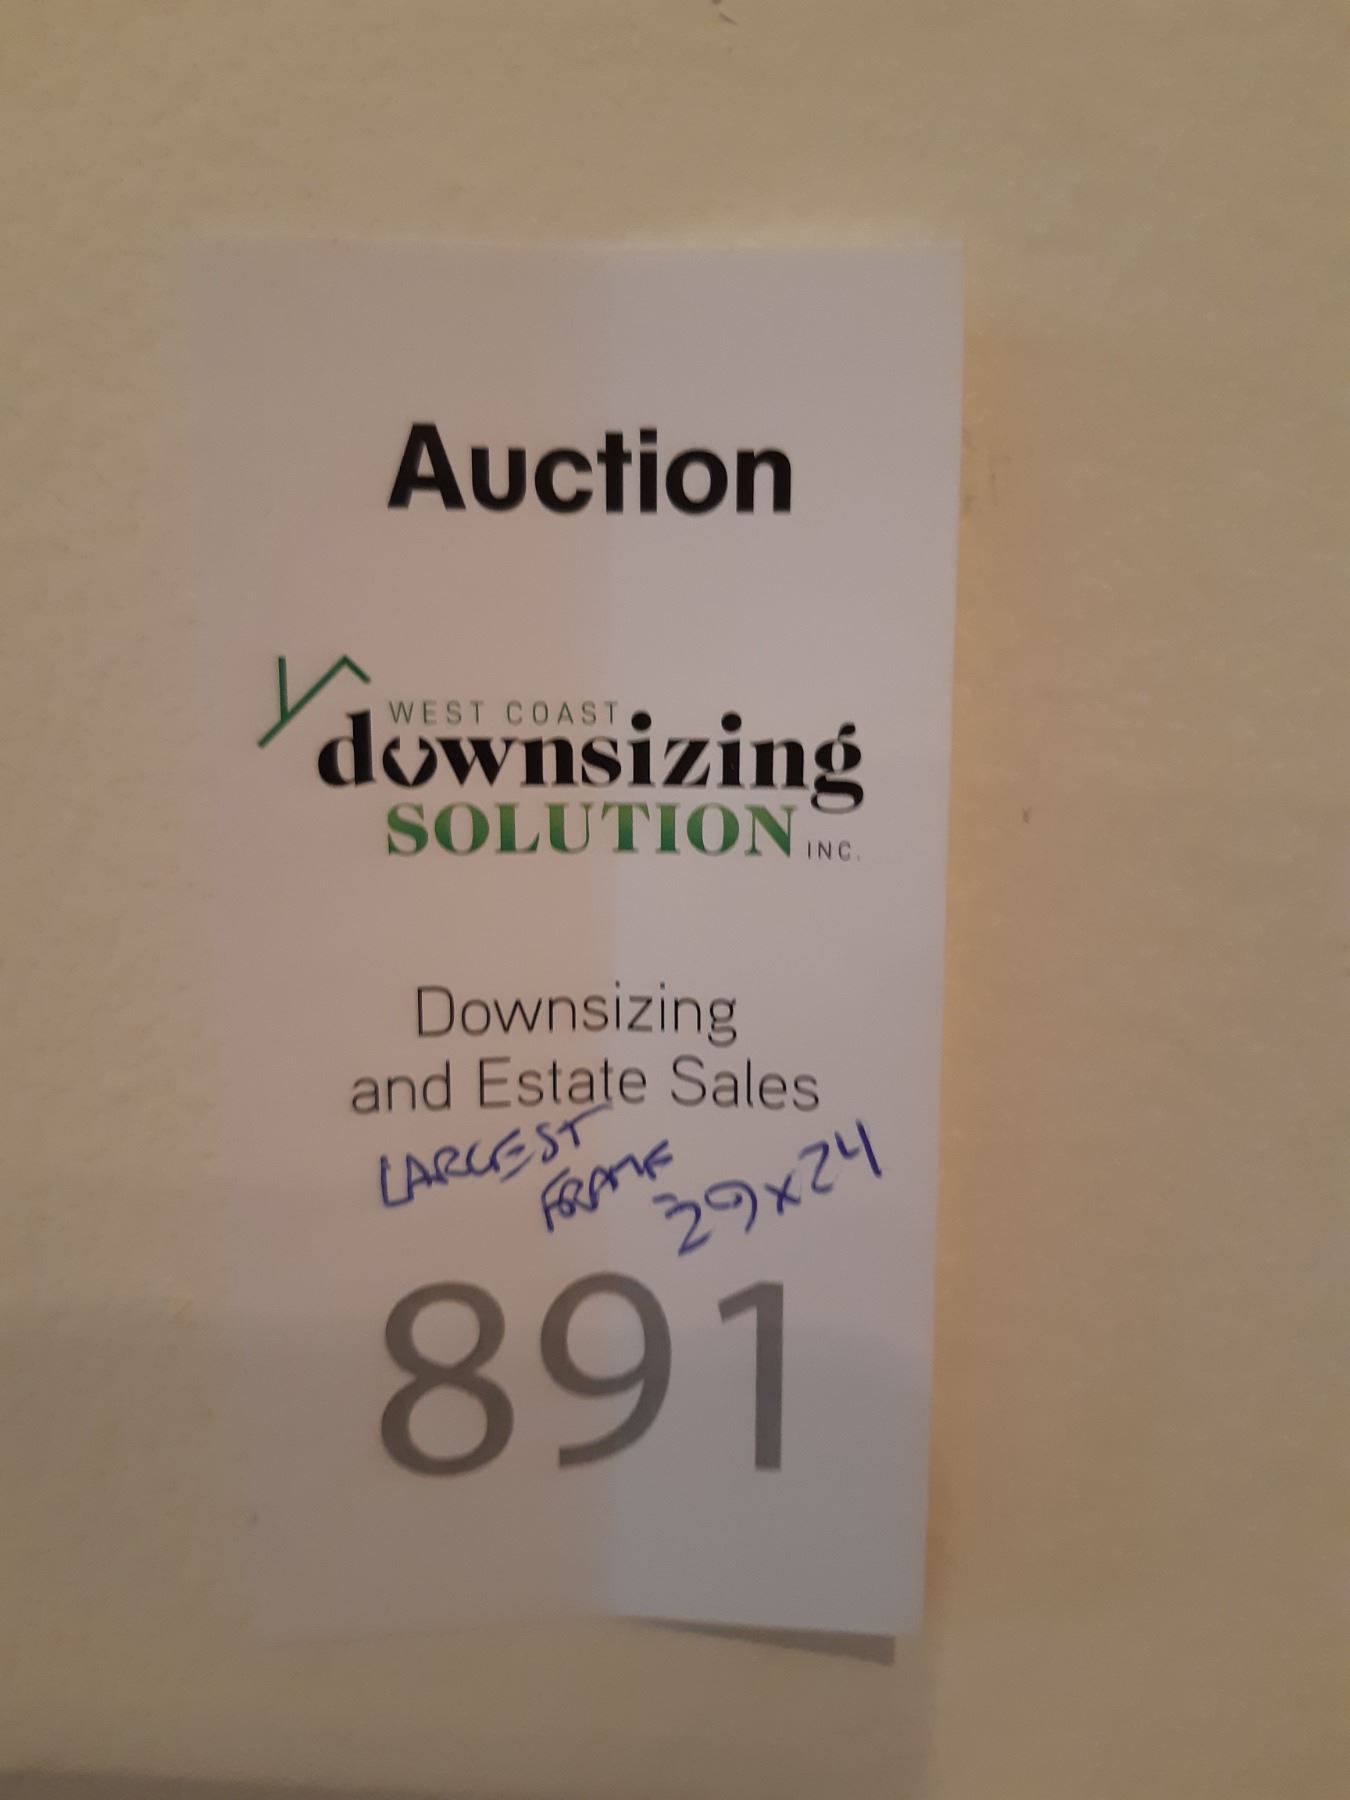 Auction
WEST COAST
downsizing
SOLUTION INC.
Downsizing
and Estate Sales
LARGEST
FRAME 29x24
891